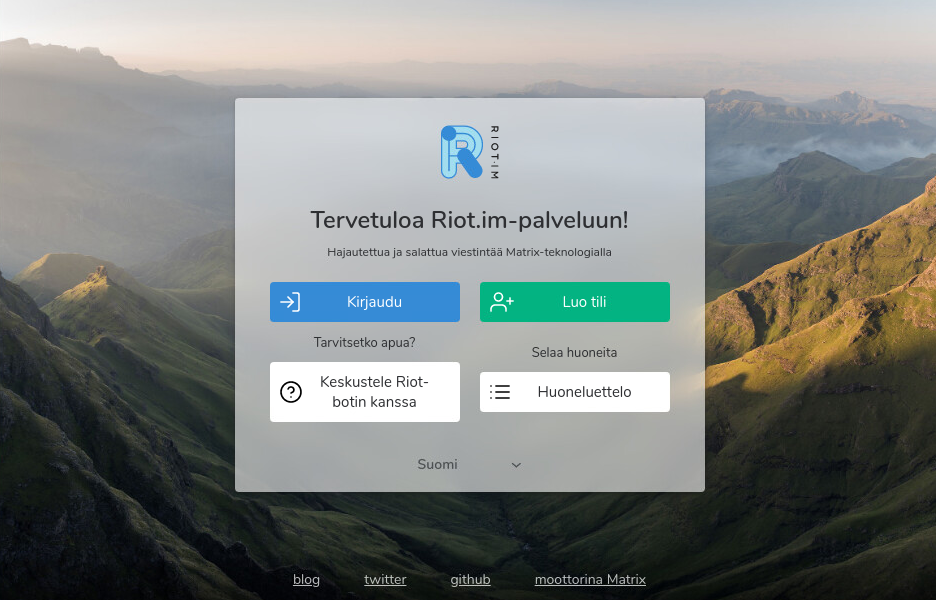 RIOT.IM
Tervetuloa Riot.im-palveluun!
Hajautettua ja salattua viestintää Matrix-teknologialla
Kirjaudu
Luo tili
Tarvitsetko apua?
Selaa huoneita
Keskustele Riot-
botin kanssa
Huoneluettelo
Suomi
blog twitter github moottorina Matrix